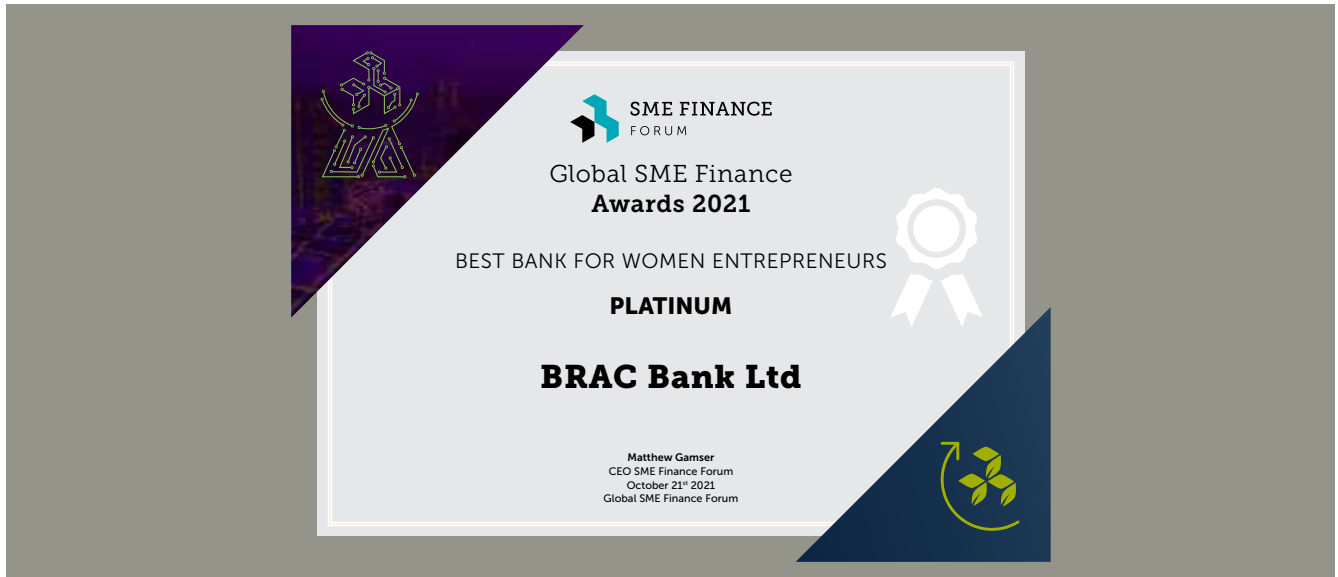 SME FINANCE
FORUM
Global SME Finance
Awards 2021
BEST BANK FOR WOMEN ENTREPRENEURS
PLATINUM
BRAC Bank Ltd
Matthew Gamser
CEO SME Finance Forum
October 21st 2021
Global SME Finance Forum